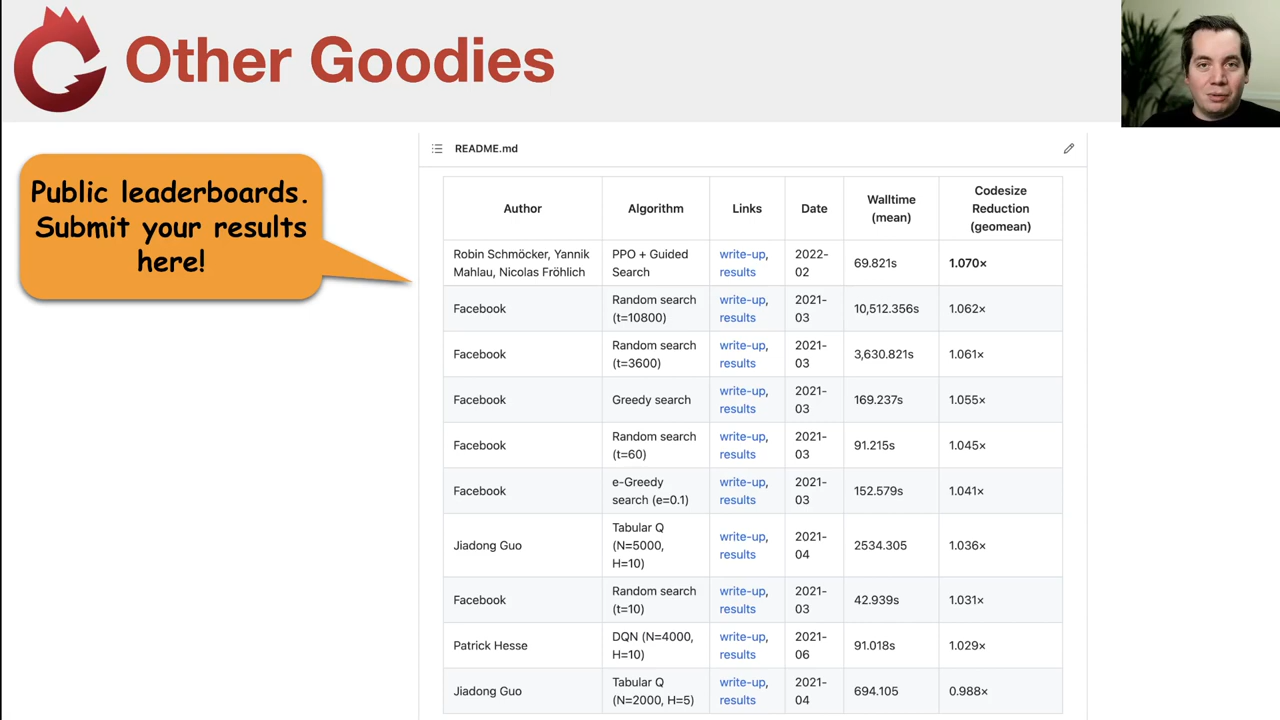 Other Goodies
Public leaderboards.
Submit your results
here!
README.md
Author
Algorithm
Links
Date
Walltime
(mean)
Codesize
Reduction
(geomean)
Robin Schmöcker, Yannik
Mahlau, Nicolas Fröhlich
PPO + Guided
Search
write-up,
results
2022-
02
69.821s
1.070×
Facebook
Random search
(t=10800)
write-up,
results
2021-
03
10,512.356s
1.062×
Facebook
Random search
(t=3600)
write-up,
results
2021-
03
3,630.821s
1.061×
Facebook
Greedy search
write-up,
results
2021-
03
169.237s
1.055×
Facebook
Random search
(t=60)
write-up,
results
2021-
03
91.215s
1.045×
Facebook
e-Greedy
search (e=0.1)
write-up,
results
2021-
03
152.579s
1.041×
Jiadong Guo
Tabular Q
(N=5000,
H=10)
write-up,
results
2021-
04
2534.305
1.036×
Facebook
Random search
(t=10)
write-up,
results
2021-
03
42.939s
1.031×
Patrick Hesse
DQN (N=4000,
H=10)
write-up,
results
2021-
06
91.018s
1.029×
Jiadong Guo
Tabular Q
(N=2000, H=5)
write-up,
results
2021-
04
694.105
0.988×